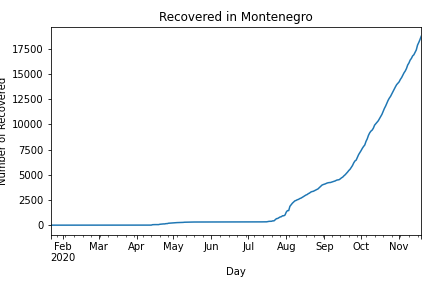 Recovered in Montenegro
Number of Recovered
17500
15000
12500
10000
7500
5000
2500
0
Feb Mar Apr May Jun Jul Aug Sep Oct Nov
2020
Day